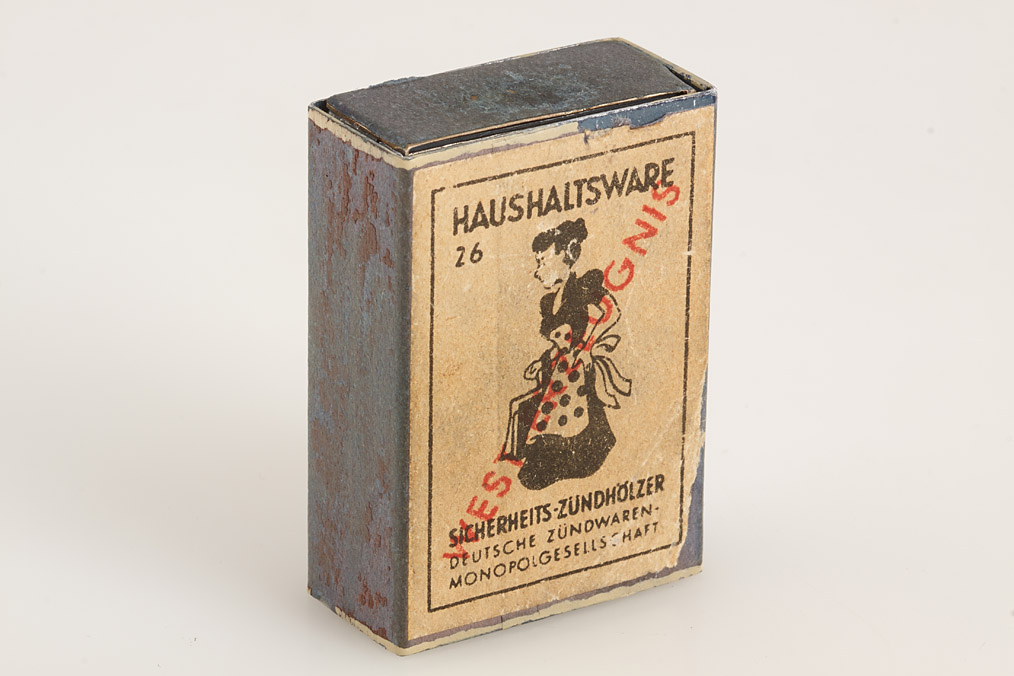 HAUSHALTSWARE
26
SICHERHEITS-ZÜNDHÖLZER
DEUTSCHE ZÜNDWAREN-
MONOPOLGESELLSCHAFT